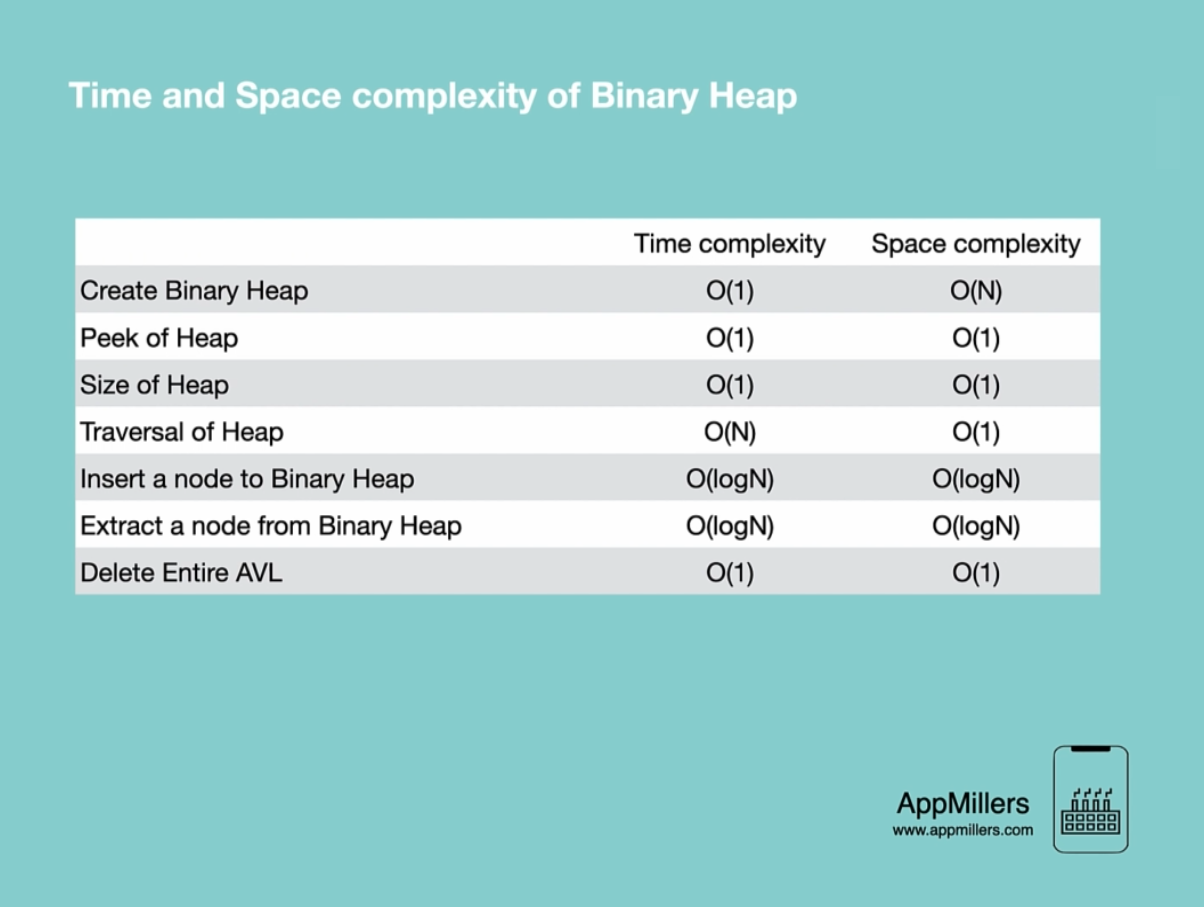 Time and Space complexity of Binary Heap
Time complexity Space complexity
Create Binary Heap O(1) O(N)
Peek of Heap O(1) O(1)
Size of Heap O(1) O(1)
Traversal of Heap O(N) O(1)
Insert a node to Binary Heap O(logN) O(logN)
Extract a node from Binary Heap O(logN) O(logN)
Delete Entire AVL O(1) O(1)
AppMillers
www.appmillers.com